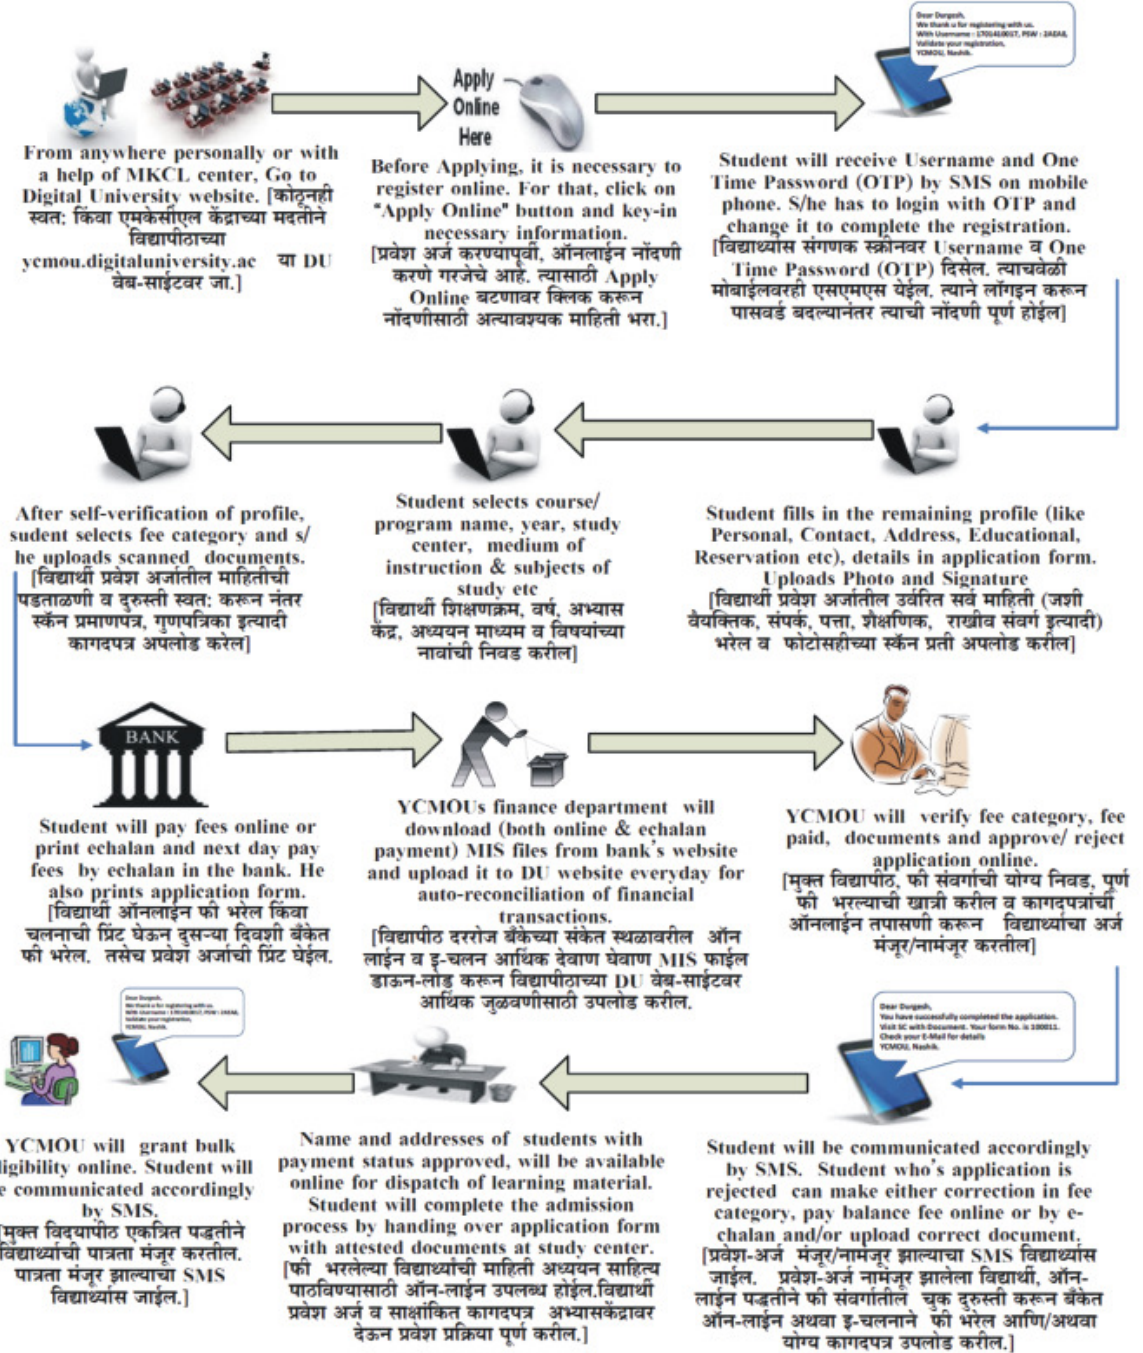 Dear Durgesh,
We thank u for registering with us.
With Username : 1701410017, PSW : 2AEA8,
Validate your registration,
YCMOU, Nashik.
Apply
Online
Here
From anywhere personally or with
a help of MKCL center, Go to
Digital University website. [कोठूनही
स्वत: किंवा एमकेसीएल केंद्राच्या मदतीने
विद्यापीठाच्या
ycmou.digitaluniversity.ac या DU
वेब-साईटवर जा.]
Before Applying, it is necessary to
register online. For that, click on
"Apply Online" button and key-in
necessary information.
[प्रवेश अर्ज करण्यापूर्वी, ऑनलाईन नोंदणी
करणे गरजेचे आहे. त्यासाठी Apply
Online बटणावर क्लिक करून
नोंदणीसाठी अत्यावश्यक माहिती भरा.]
Student will receive Username and One
Time Password (OTP) by SMS on mobile
phone. S/he has to login with OTP and
change it to complete the registration.
[विद्यार्थ्यास संगणक स्क्रीनवर Username व One
Time Password (OTP) दिसेल. त्याचवेळी
मोबाईलवरही एसएमएस येईल. त्याने लॉगइन करून
पासवर्ड बदल्यानंतर त्याची नोंदणी पूर्ण होईल]
After self-verification of profile,
sudent selects fee category and s/
he uploads scanned documents.
[विद्यार्थी प्रवेश अर्जातील माहितीची
पडताळणी व दुरुस्ती स्वत: करून नंतर
स्कॅन प्रमाणपत्र, गुणपत्रिका इत्यादी
कागदपत्र अपलोड करेल]
Student selects course/
program name, year, study
center, medium of
instruction & subjects of
study etc
[विद्यार्थी शिक्षणक्रम, वर्ष, अभ्यास
केंद्र, अध्ययन माध्यम व विषयांच्या
नावांची निवड करील]
Student fills in the remaining profile (like
Personal, Contact, Address, Educational,
Reservation etc), details in application form.
Uploads Photo and Signature
[विद्यार्थी प्रवेश अर्जातील उर्वरित सर्व माहिती (जशी
वैयक्तिक, संपर्क, पत्ता, शैक्षणिक, राखीव संवर्ग इत्यादी)
भरेल व फोटोसहीच्या स्कॅन प्रती अपलोड करील]
BANK
Student will pay fees online or
print echalan and next day pay
fees by echalan in the bank. He
also prints application form.
[विद्यार्थी ऑनलाईन फी भरेल किंवा
चलनाची प्रिंट घेऊन दुसऱ्या दिवशी बँकेत
फी भरेल. तसेच प्रवेश अर्जाची प्रिंट घेईल.
YCMOUs finance department will
download (both online & echalan
payment) MIS files from bank's website
and upload it to DU website everyday for
auto-reconciliation of financial
transactions.
[विद्यापीठ दररोज बँकेच्या संकेत स्थळावरील ऑन
लाईन व इ-चलन आर्थिक देवाण घेवाण MIS फाईल
डाऊन-लोड करून विद्यापीठाच्या DU वेब-साईटवर
आर्थिक जुळवणीसाठी उपलोड करील.
YCMOU will verify fee category, fee
paid, documents and approve/ reject
application online.
[मुक्त विद्यापीठ, फी संवर्गाची योग्य निवड, पूर्ण
फी भरल्याची खात्री करील व कागदपत्रांची
ऑनलाईन तपासणी करून विद्यार्थ्याचा अर्ज
मंजूर/नामंजूर करतील]
Dear Durgesh,
We thank u for registering with us.
With Username : 1701410017, PSW : 2AEA8,
Validate your registration,
YCMOU, Nashik.
Dear Durgesh,
You have successfully completed the application.
Visit SC with Document. Your form No. is 100011.
Check your E-Mail for details
YCMOU, Nashik.
YCMOU will grant bulk
ligibility online. Student will
e communicated accordingly
by SMS.
[मुक्त विदयापीठ एकत्रित पद्धतीने
विद्यार्थ्याची पात्रता मंजूर करतील.
पात्रता मंजूर झाल्याचा SMS
विद्यार्थ्यास जाईल.]
Name and addresses of students with
payment status approved, will be available
online for dispatch of learning material.
Student will complete the admission
process by handing over application form
with attested documents at study center.
[फी भरलेल्या विद्यार्थ्यांची माहिती अध्ययन साहित्य
पाठविण्यासाठी ऑन-लाईन उपलब्ध होईल.विद्यार्थी
प्रवेश अर्ज व साक्षांकित कागदपत्र अभ्यासकेंद्रावर
देऊन प्रवेश प्रक्रिया पूर्ण करील.]
Student will be communicated accordingly
by SMS. Student who's application is
rejected can make either correction in fee
category, pay balance fee online or by e-
chalan and/or upload correct document.
[प्रवेश-अर्ज मंजूर/नामंजूर झाल्याचा SMS विद्यार्थ्यास
जाईल. प्रवेश-अर्ज नामंजूर झालेला विद्यार्थी, ऑन-
लाईन पद्धतीने फी संवर्गातील चुक दुरुस्ती करून बँकेत
ऑन-लाईन अथवा इ-चलनाने फी भरेल आणि/अथवा
योग्य कागदपत्र उपलोड करील.]